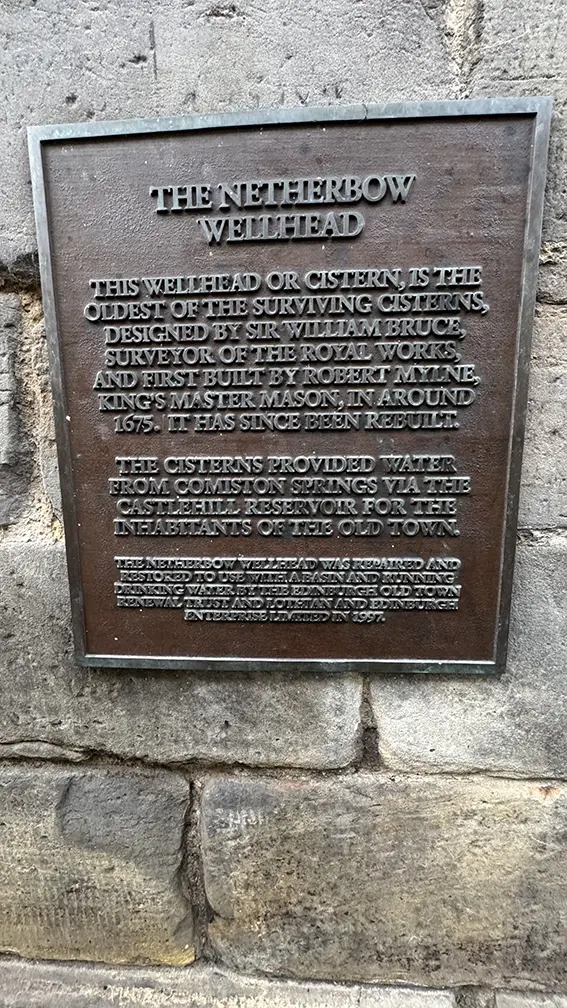 THE NETHERBOW
WELLHEAD
THIS WELLHEAD OR CISTERN, IS THE
OLDEST OF THE SURVIVING CISTERNS,
DESIGNED BY SIR WILLIAM BRUCE,
SURVEYOR OF THE ROYAL WORKS,
AND FIRST BUILT BY ROBERT MYLNE,
KING'S MASTER MASON, IN AROUND
1675. IT HAS SINCE BEEN REBUILT.
THE CISTERNS PROVIDED WATER
FROM COMISTON SPRINGS VIA THE
CASTLEHILL RESERVOIR FOR THE
INHABITANTS OF THE OLD TOWN.
THE NETHERBOW WELLHEAD WAS REPAIRED AND
RESTORED TO USE WITH A BASIN AND RUNNING
DRINKING WATER BY THE EDINBURGH OLD TOWN
RENEWAL TRUST AND LOTHIAN AND EDINBURGH
ENTERPRISE LIMITED IN 1997.